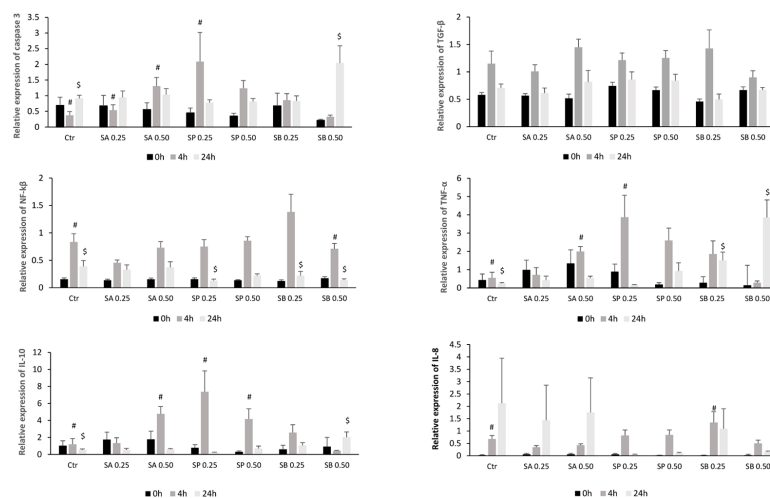 Relative expression of caspase 3
3.5
3
2.5
2
1.5
1
0.5
0
# # $ # # $
Ctr SA 0.25 SA 0.50 SP 0.25 SP 0.50 SB 0.25 SB 0.50
0h 4h 24h
Relative expression of TGF-β
2
1.5
1
0.5
0
Ctr SA 0.25 SA 0.50 SP 0.25 SP 0.50 SB 0.25 SB 0.50
0h 4h 24h
Relative expression of NF-kβ
2
1.5
1
0.5
0
# $ $ $ # $
Ctr SA 0.25 SA 0.50 SP 0.25 SP 0.50 SB 0.25 SB 0.50
0h 4h 24h
Relative expression of TNF-α
6
4
2
0
# $ # # $ $
Ctr SA 0.25 SA 0.50 SP 0.25 SP 0.50 SB 0.25 SB 0.50
0h 4h 24h
Relative expression of IL-10
12
10
8
6
4
2
0
# $ # # # $
Ctr SA 0.25 SA 0.50 SP 0.25 SP 0.50 SB 0.25 SB 0.50
0h 4h 24h
Relative expression of IL-8
4.5
4
3.5
3
2.5
2
1.5
1
0.5
0
# #
Ctr SA 0.25 SA 0.50 SP 0.25 SP 0.50 SB 0.25 SB 0.50
0h 4h 24h